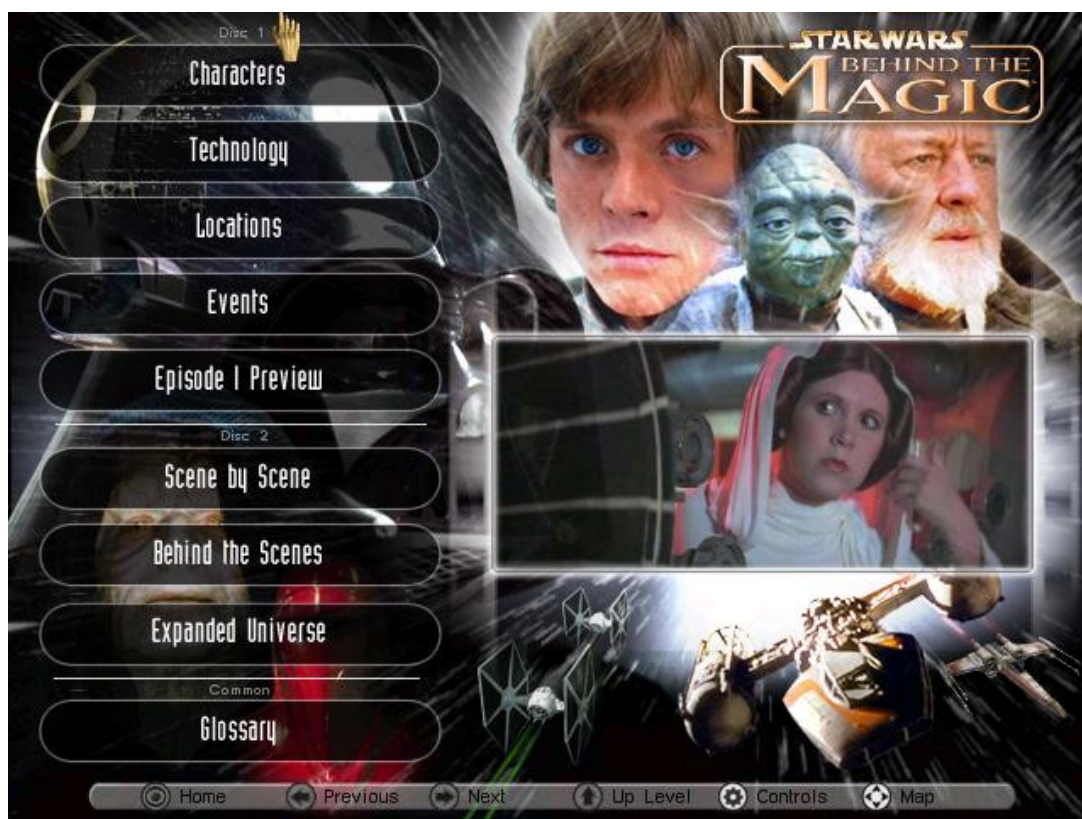 Disc 1
Characters
Technology
Locations
Events
Episode I Preview
Disc 2
Scene by Scene
Behind the Scenes
Expanded Universe
Common
Glossary
STAR WARS
BEHIND THE
MAGIC
Home Previous Next Up Level Controls Map